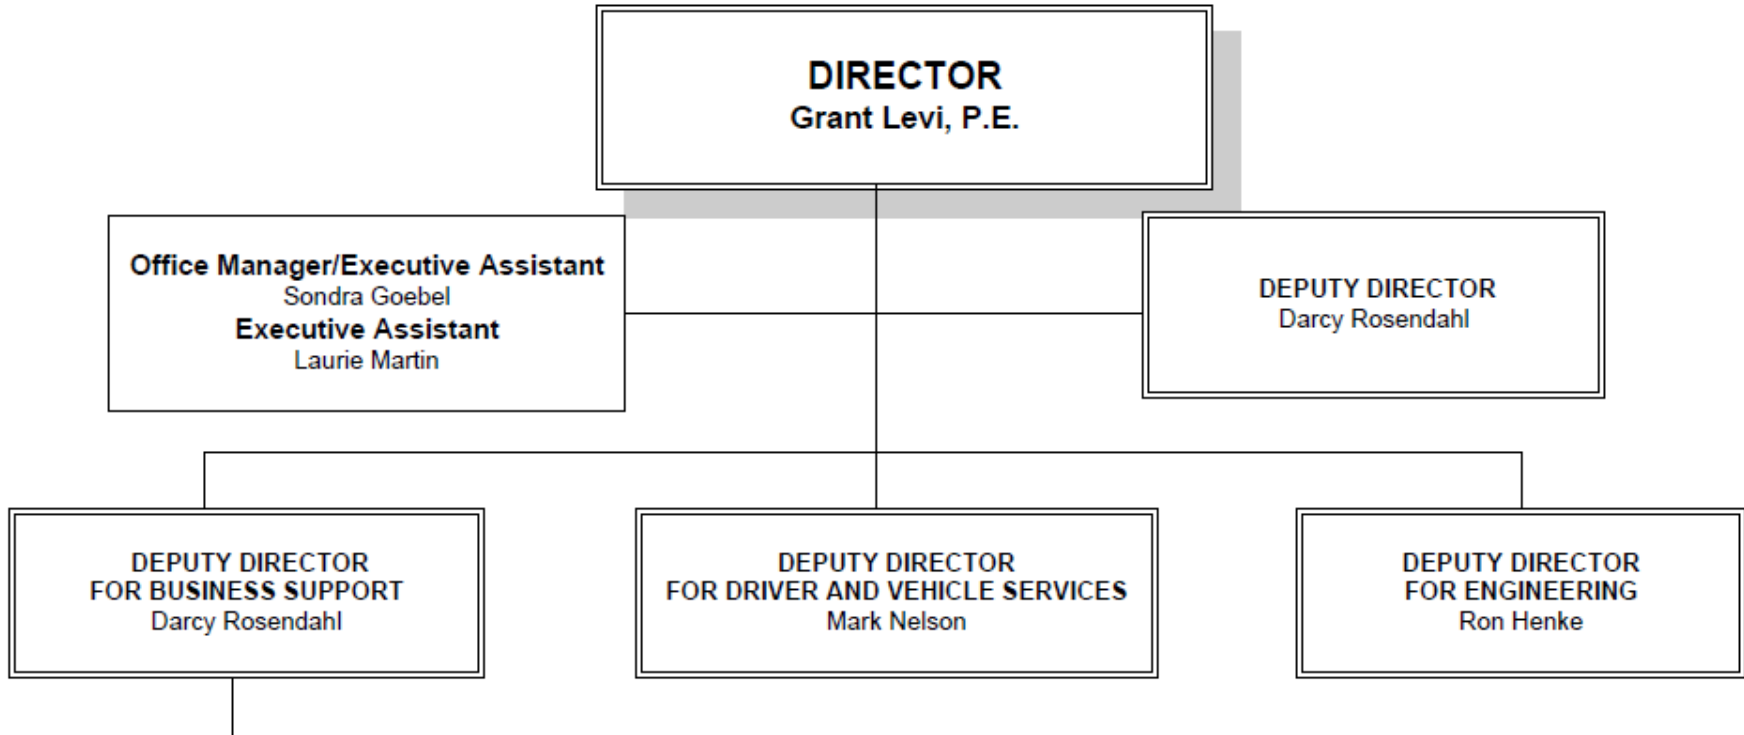 DIRECTOR
Grant Levi, P.E.
Office Manager/Executive Assistant
Sondra Goebel
Executive Assistant
Laurie Martin
DEPUTY DIRECTOR
Darcy Rosendahl
DEPUTY DIRECTOR
FOR BUSINESS SUPPORT
Darcy Rosendahl
DEPUTY DIRECTOR
FOR DRIVER AND VEHICLE SERVICES
Mark Nelson
DEPUTY DIRECTOR
FOR ENGINEERING
Ron Henke